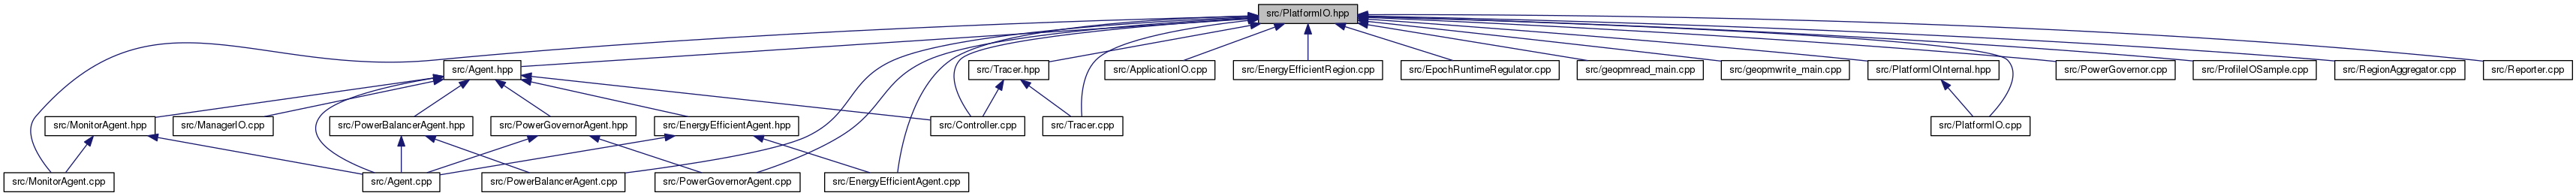 src/PlatformIO.hpp
src/Agent.hpp
src/Tracer.hpp
src/ApplicationIO.cpp
src/EnergyEfficientRegion.cpp
src/EpochRuntimeRegulator.cpp
src/geopmread_main.cpp
src/geopmwrite_main.cpp
src/PlatformIOInternal.hpp
src/PowerGovernor.cpp
src/ProfileIOSample.cpp
src/RegionAggregator.cpp
src/Reporter.cpp
src/MonitorAgent.hpp
src/ManagerIO.cpp
src/PowerBalancerAgent.hpp
src/PowerGovernorAgent.hpp
src/EnergyEfficientAgent.hpp
src/Controller.cpp
src/Tracer.cpp
src/PlatformIO.cpp
src/MonitorAgent.cpp
src/Agent.cpp
src/PowerBalancerAgent.cpp
src/PowerGovernorAgent.cpp
src/EnergyEfficientAgent.cpp